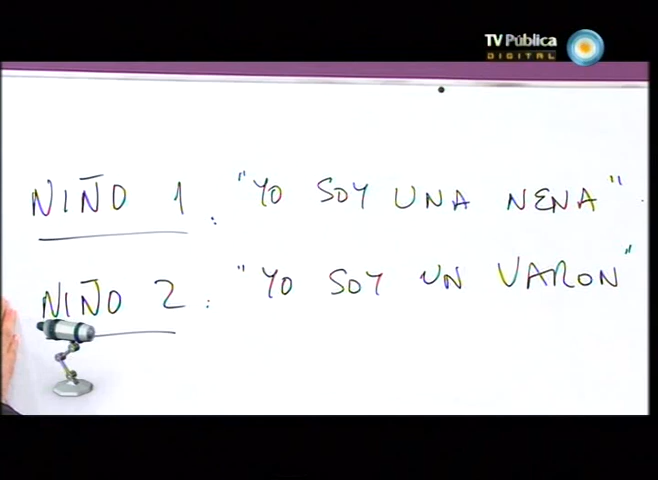 TV Pública
DIGITAL
NIÑO 1 : "YO SOY UNA NENA"
NIÑO 2 : "YO SOY UN VARON"